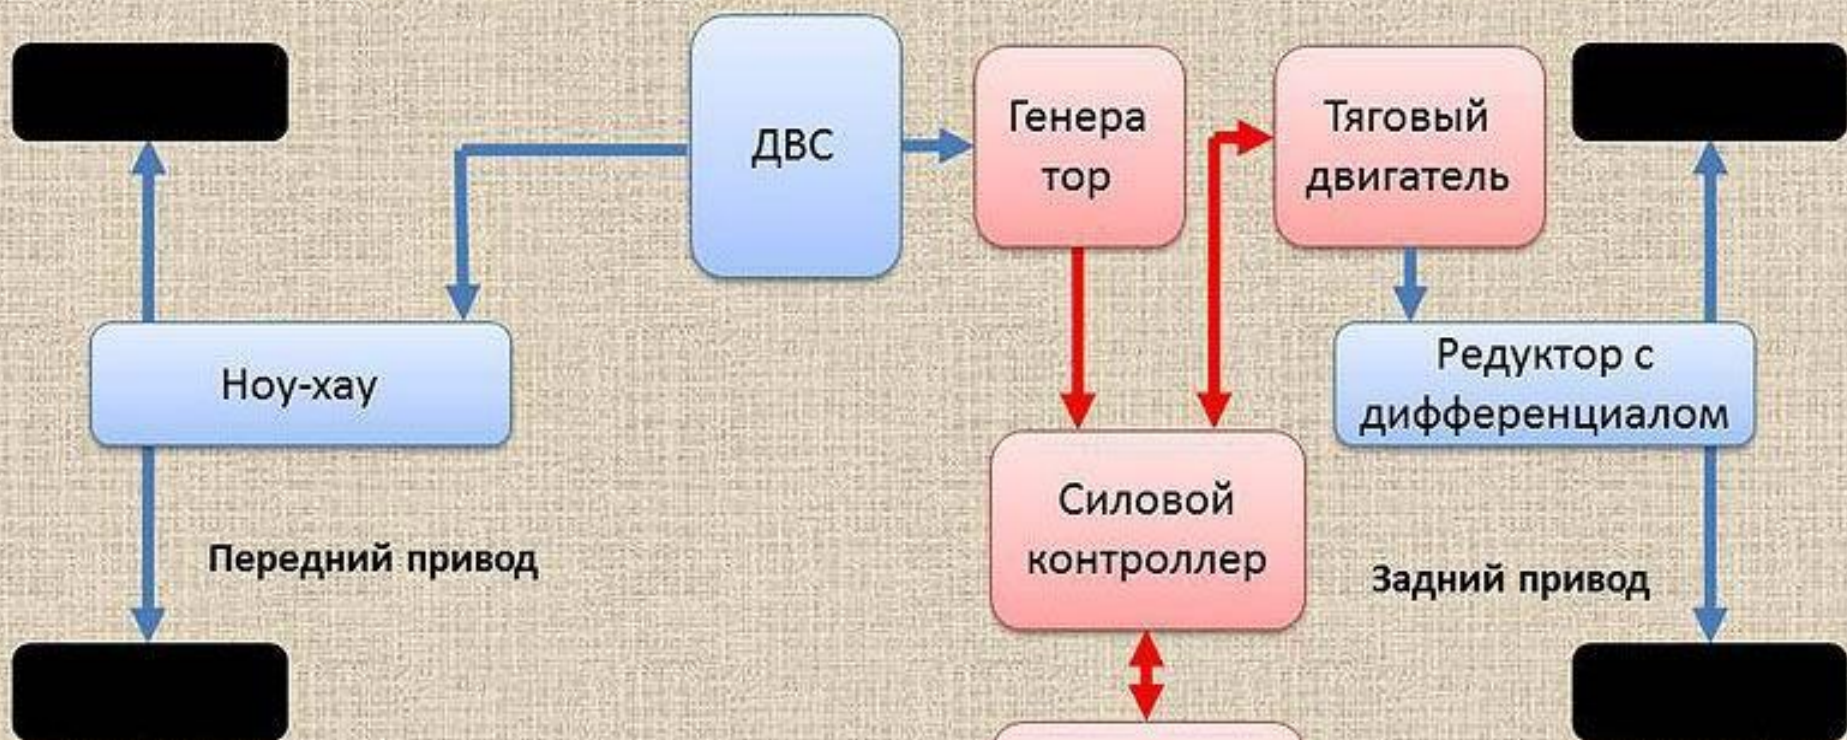 ДВС
Генера
тор
Тяговый
двигатель
Ноу-хау
Редуктор с
дифференциалом
Силовой
контроллер
Передний привод
Задний привод